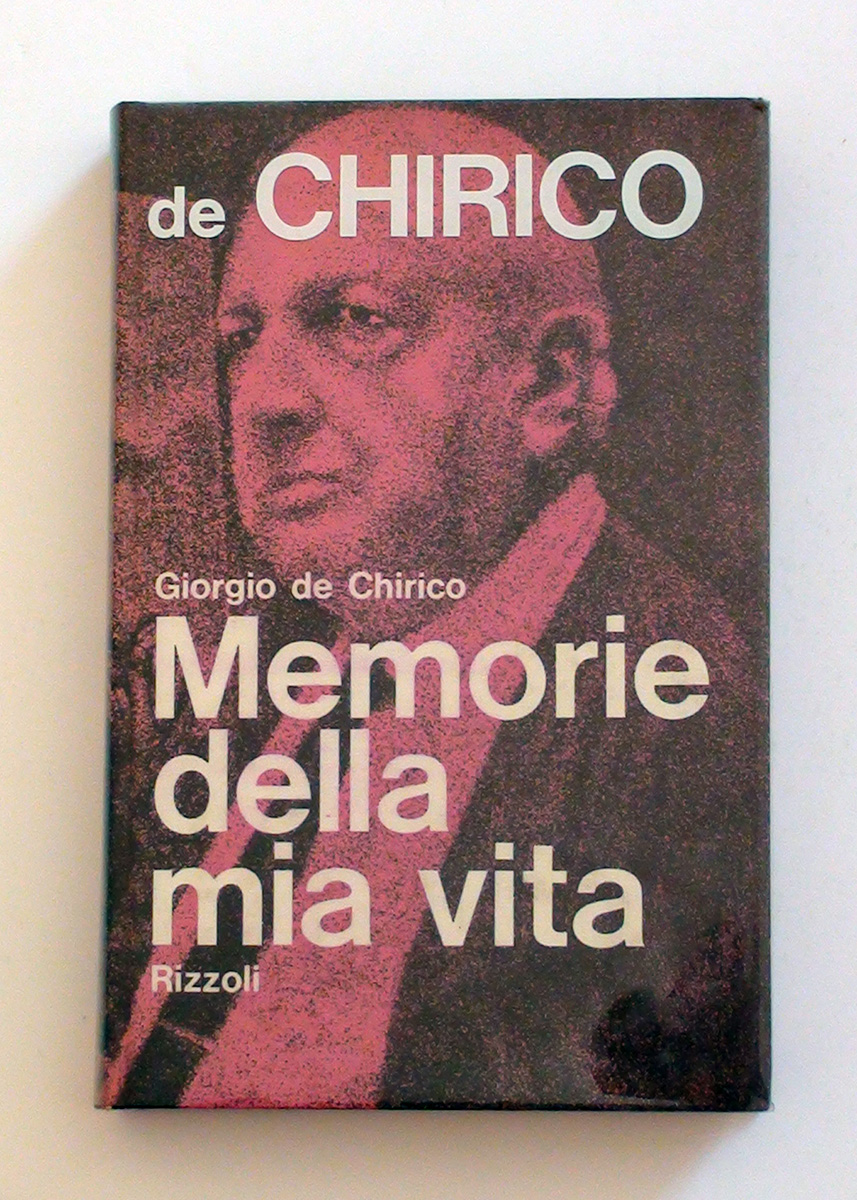 de CHIRICO
Giorgio de Chirico
Memorie
della
mia vita
Rizzoli